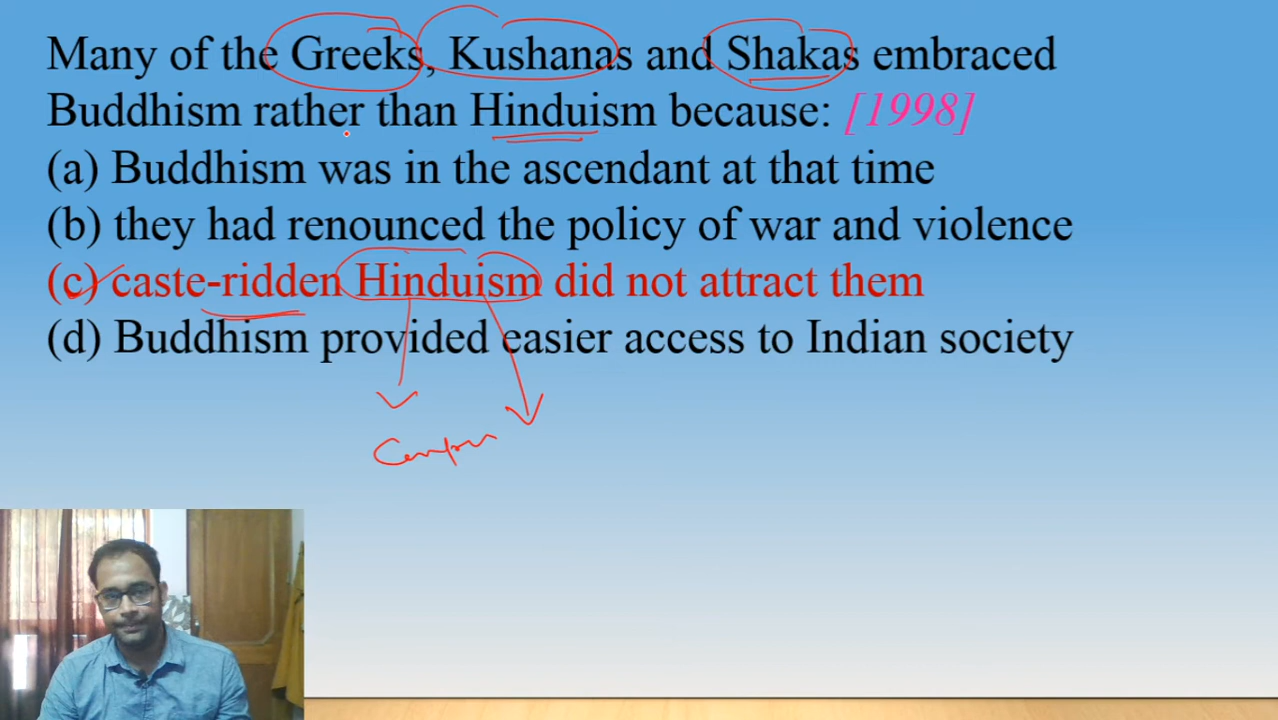 Many of the Greeks, Kushanas and Shakas embraced
Buddhism rather than Hinduism because: [1998]
(a) Buddhism was in the ascendant at that time
(b) they had renounced the policy of war and violence
(c) caste-ridden Hinduism did not attract them
(d) Buddhism provided easier access to Indian society